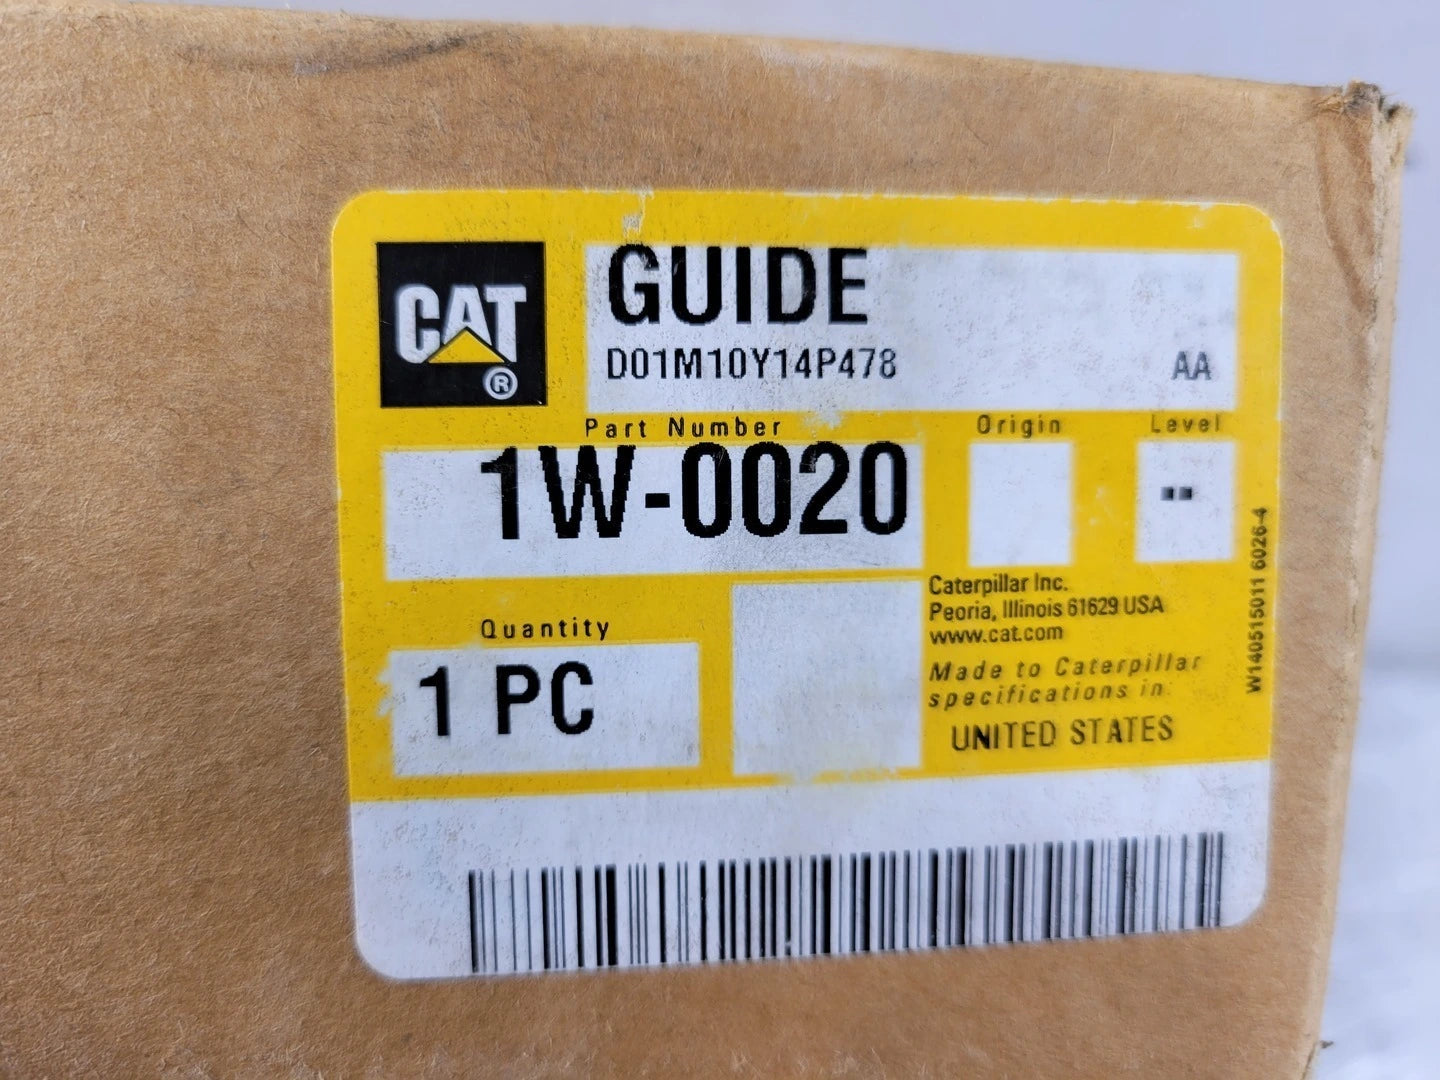 CAT
®
GUIDE
D01M10Y14P478
AA
Part Number
Origin
Level
1W-0020
--
Quantity
1 PC
Caterpillar Inc.
Peoria, Illinois 61629 USA
www.cat.com
Made to Caterpillar
specifications in
UNITED STATES
W140515011 6026-4